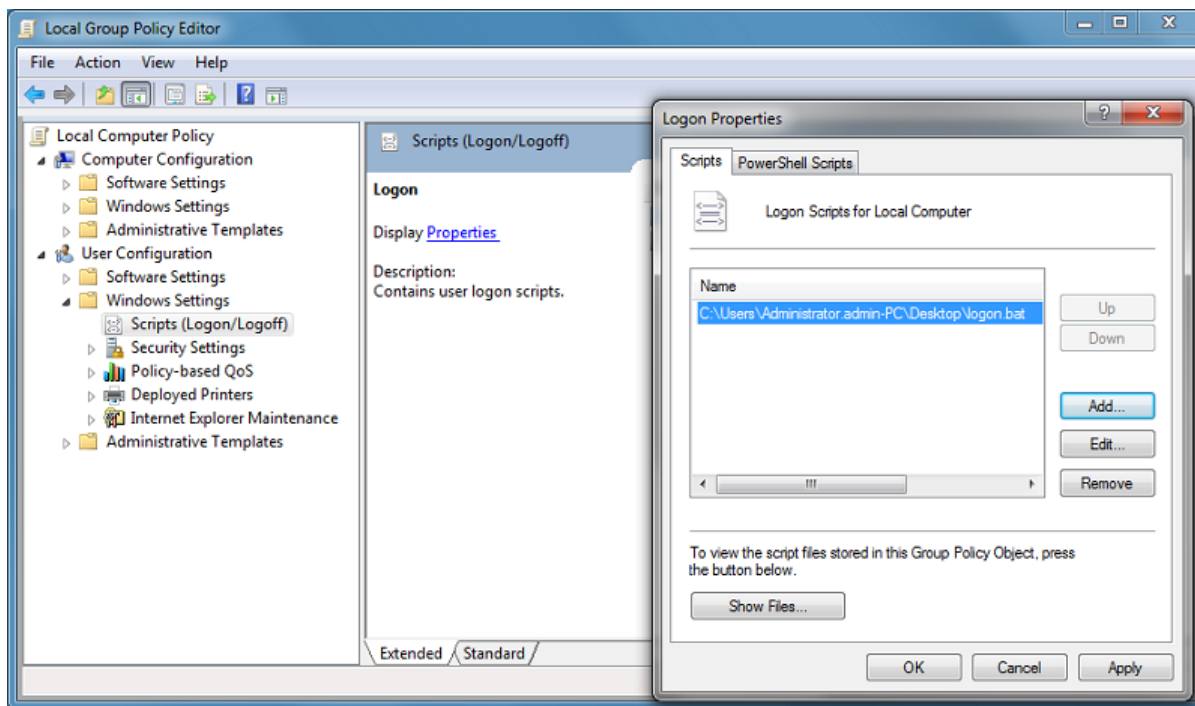 Local Group Policy Editor
File Action View Help
Local Computer Policy
Computer Configuration
Software Settings
Windows Settings
Administrative Templates
User Configuration
Software Settings
Windows Settings
Scripts (Logon/Logoff)
Security Settings
Policy-based QoS
Deployed Printers
Internet Explorer Maintenance
Administrative Templates
Scripts (Logon/Logoff)
Logon
Display Properties
Description:
Contains user logon scripts.
Extended Standard
Logon Properties
Scripts PowerShell Scripts
Logon Scripts for Local Computer
Name
C:\Users\Administrator.admin-PC\Desktop\logon.bat
Up
Down
Add...
Edit...
Remove
To view the script files stored in this Group Policy Object, press
the button below.
Show Files...
OK Cancel Apply